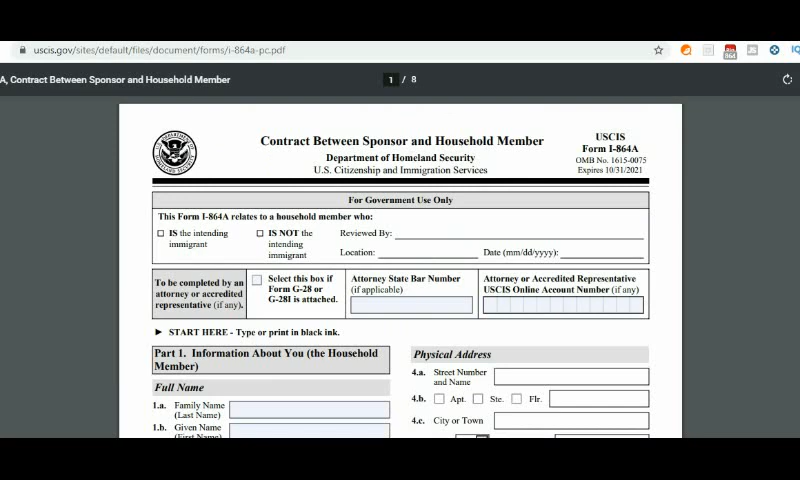 uscis.gov/sites/default/files/document/forms/i-864a-pc.pdf
A, Contract Between Sponsor and Household Member
1 / 8
Contract Between Sponsor and Household Member
Department of Homeland Security
U.S. Citizenship and Immigration Services
USCIS
Form I-864A
OMB No. 1615-0075
Expires 10/31/2021
For Government Use Only
This Form I-864A relates to a household member who:
IS the intending
immigrant
IS NOT the
intending
immigrant
Reviewed By:
Location:
Date (mm/dd/yyyy):
To be completed by an
attorney or accredited
representative (if any).
Select this box if
Form G-28 or
G-28I is attached.
Attorney State Bar Number
(if applicable)
Attorney or Accredited Representative
USCIS Online Account Number (if any)
► START HERE - Type or print in black ink.
Part 1. Information About You (the Household
Member)
Full Name
1.a. Family Name
(Last Name)
1.b. Given Name
(First Name)
Physical Address
4.a. Street Number
and Name
4.b. Apt. Ste. Flr.
4.c. City or Town